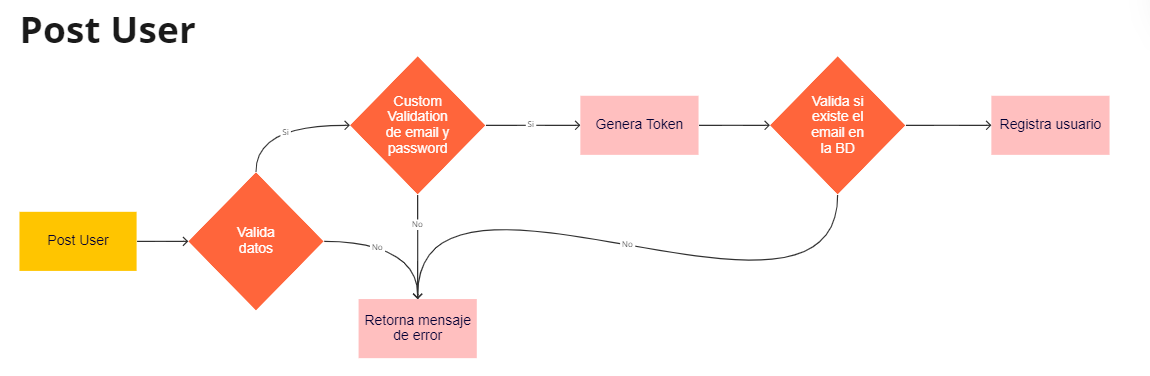 Post User
Post User
Valida
datos
Si
No
Custom
Validation
de email y
password
Si
No
Genera Token
Valida si
existe el
email en
la BD
No
Registra usuario
Retorna mensaje
de error